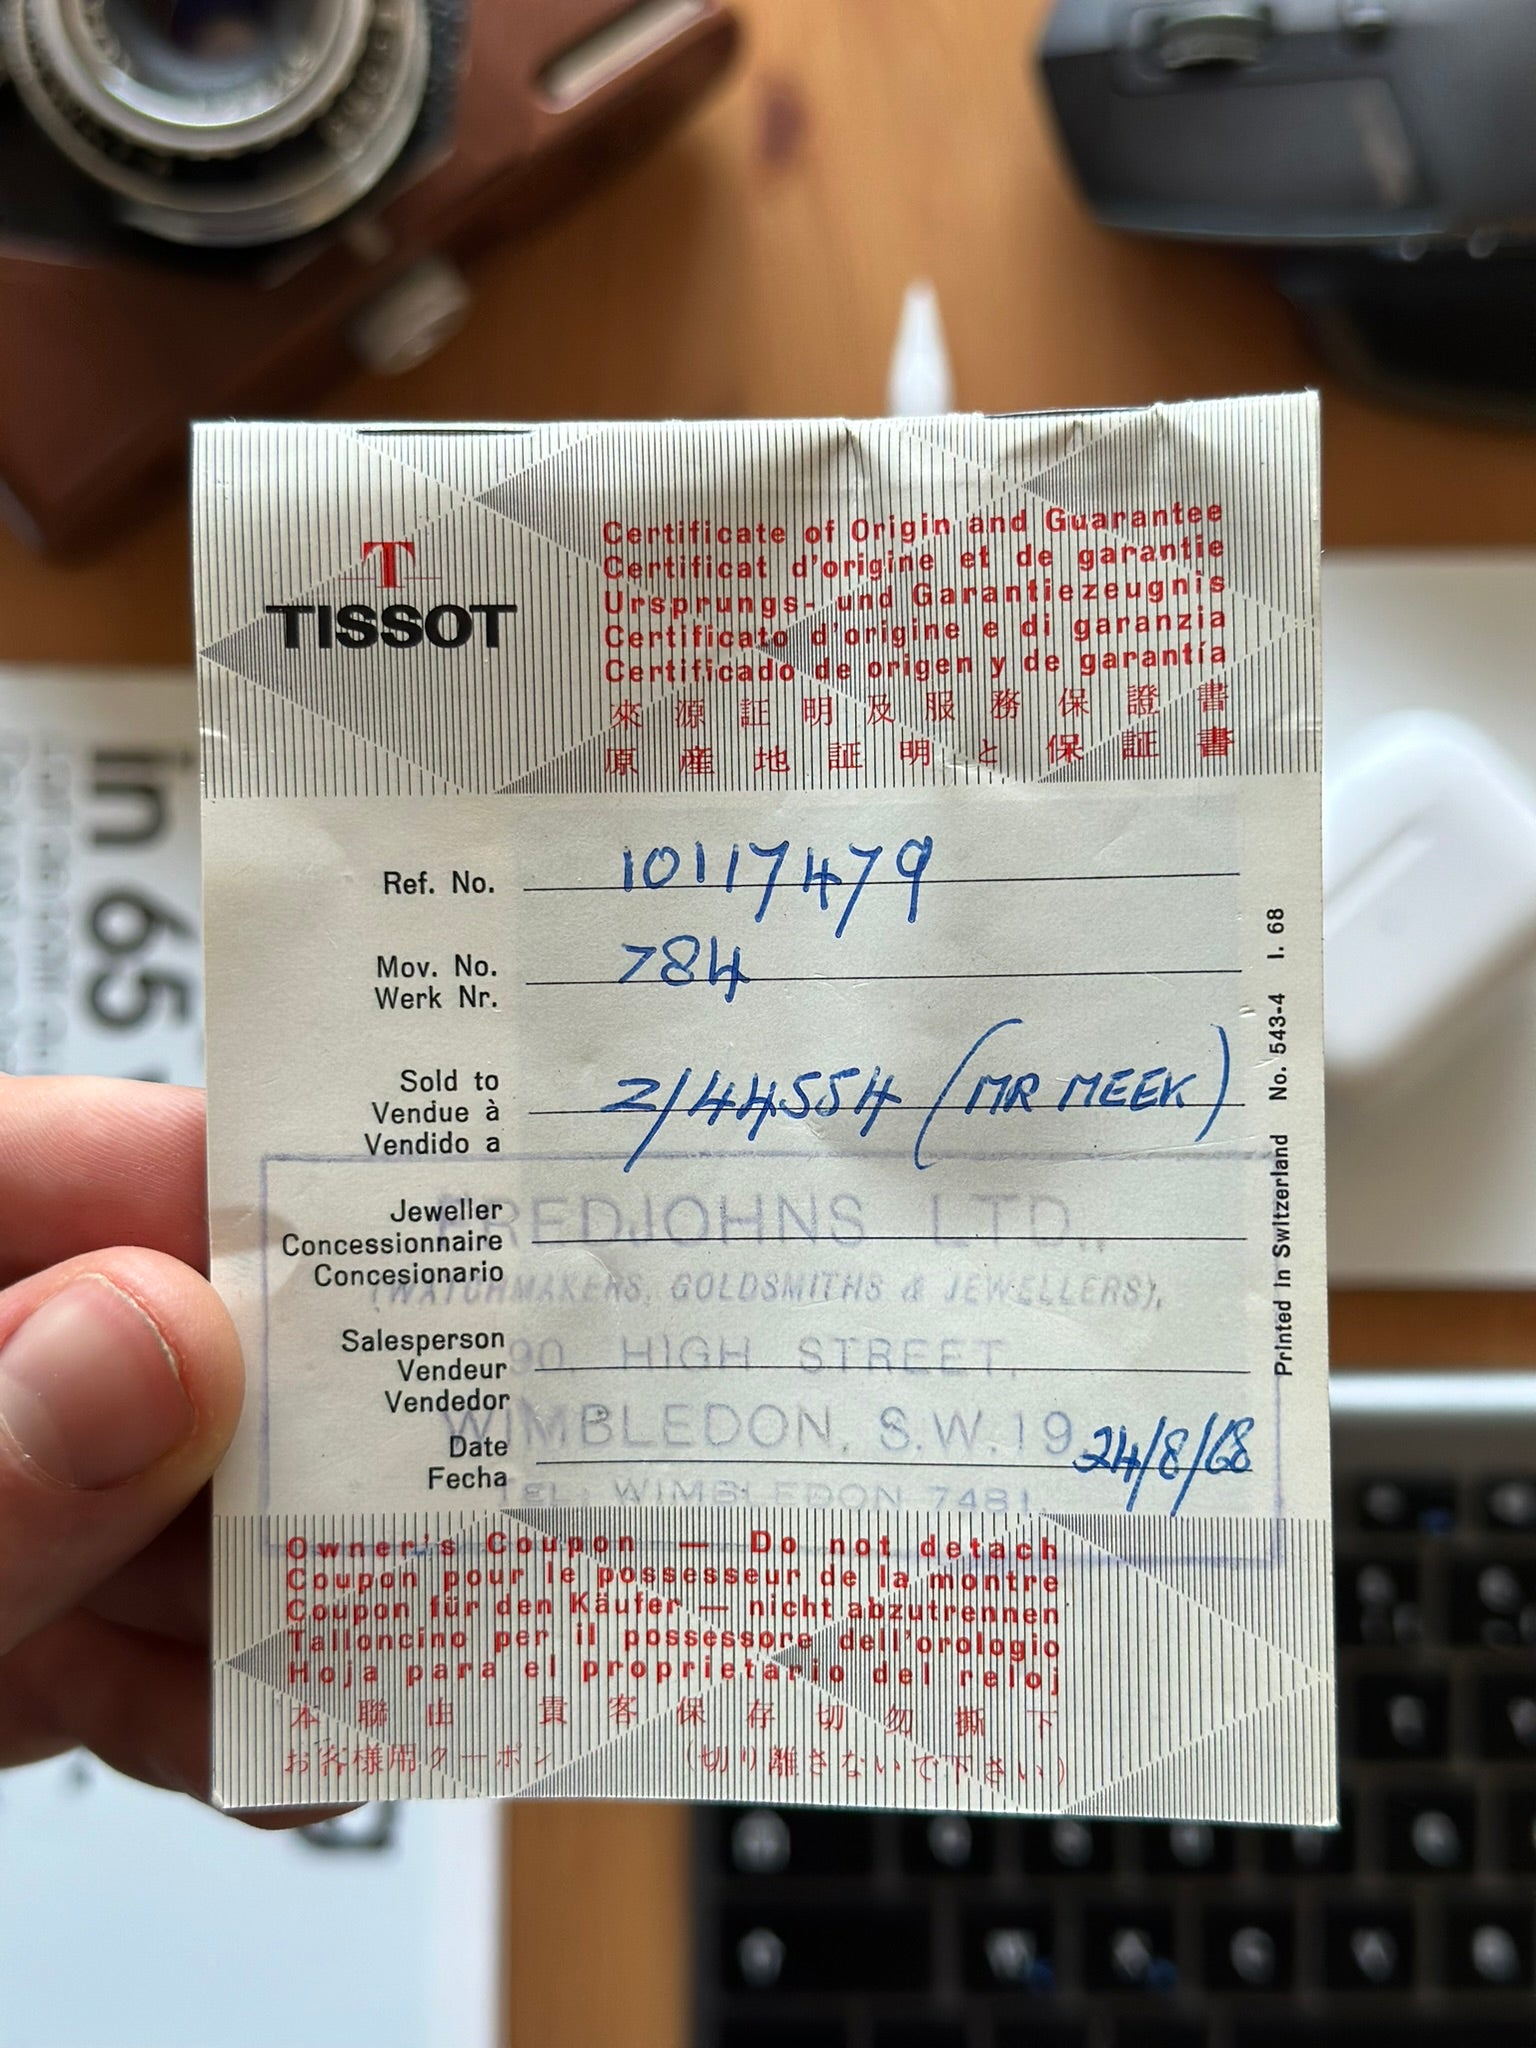 T
TISSOT
Certificate of Origin and Guarantee
Certificat d'origine et de garantie
Ursprungs- und Garantiezeugnis
Certificato d'origine e di garanzia
Certificado de origen y de garantía
來源証明及服務保證書
原産地証明と保証書
Ref. No. 10117479
Mov. No. 784
Werk Nr.
Sold to 2/44554 (MR MEEK)
Vendue à
Vendido a
Jeweller
Concessionnaire
Concesionario
FREDJOHNS LTD.,
(WATCHMAKERS, GOLDSMITHS & JEWELLERS),
Salesperson
Vendeur
Vendedor
90 HIGH STREET,
WIMBLEDON, S.W.19
Date 24/8/68
Fecha
TEL: WIMBLEDON 7481.
Owner's Coupon — Do not detach
Coupon pour le possesseur de la montre
Coupon für den Käufer — nicht abzutrennen
Talloncino per il possessore dell'orologio
Hoja para el proprietario del reloj
本聯由貴客保存切勿撕下
お客様用クーポン (切り離さないで下さい)
Printed in Switzerland No. 543-4 I. 68
in 65